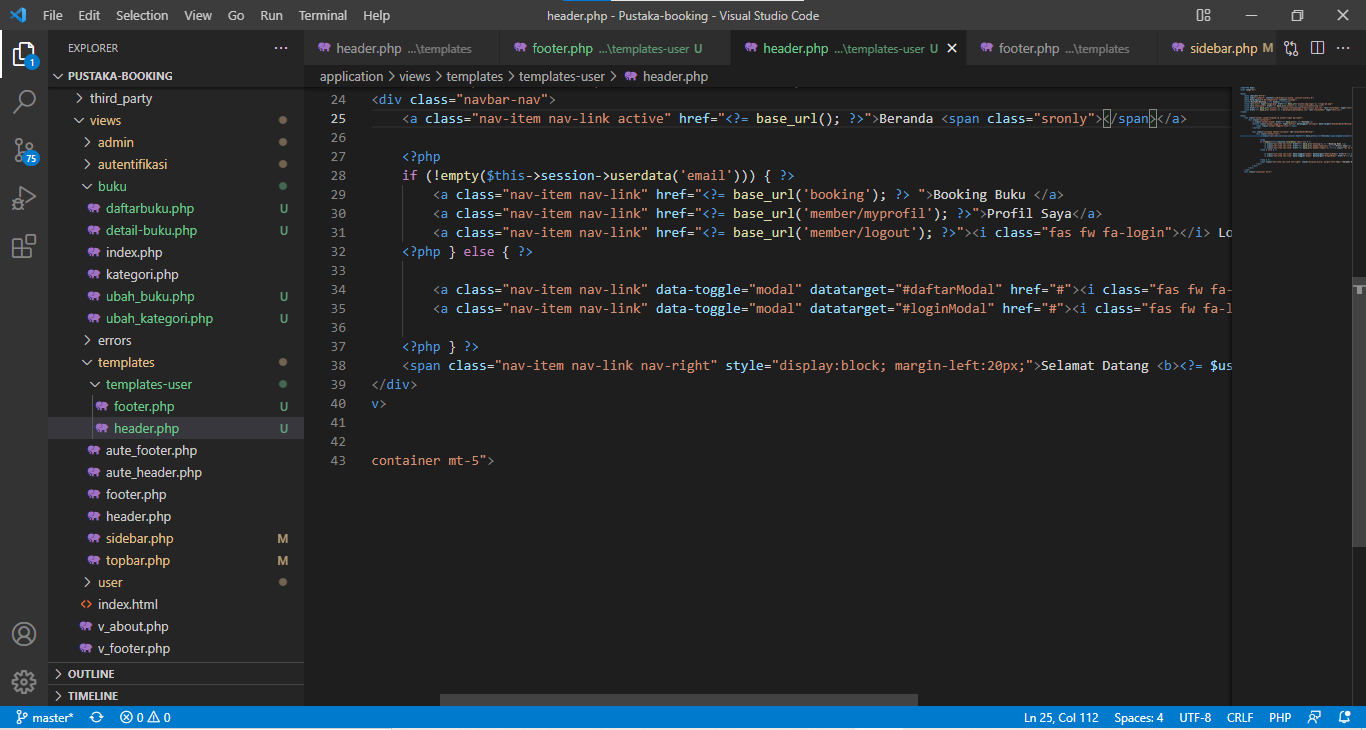 File Edit Selection View Go Run Terminal Help header.php - Pustaka-booking - Visual Studio Code
EXPLORER
header.php ...\templates footer.php ...\templates-user U header.php ...\templates-user U footer.php ...\templates sidebar.php M
application > views > templates > templates-user > header.php
PUSTAKA-BOOKING
third_party
views
admin
autentifikasi
buku
daftarbuku.php U
detail-buku.php U
index.php
kategori.php
ubah_buku.php U
ubah_kategori.php U
errors
templates
templates-user
footer.php U
header.php U
aute_footer.php
aute_header.php
footer.php
header.php
sidebar.php M
topbar.php M
user
index.html
v_about.php
v_footer.php
OUTLINE
TIMELINE
1
75
24 <div class="navbar-nav">
25 <a class="nav-item nav-link active" href="<?= base_url(); ?>">Beranda <span class="sronly"></span></a>
26
27 <?php
28 if (!empty($this->session->userdata('email'))) { ?>
29 <a class="nav-item nav-link" href="<?= base_url('booking'); ?> ">Booking Buku </a>
30 <a class="nav-item nav-link" href="<?= base_url('member/myprofil'); ?>">Profil Saya</a>
31 <a class="nav-item nav-link" href="<?= base_url('member/logout'); ?>"><i class="fas fw fa-login"></i> Lo
32 <?php } else { ?>
33
34 <a class="nav-item nav-link" data-toggle="modal" datatarget="#daftarModal" href="#"><i class="fas fw fa-
35 <a class="nav-item nav-link" data-toggle="modal" datatarget="#loginModal" href="#"><i class="fas fw fa-l
36
37 <?php } ?>
38 <span class="nav-item nav-link nav-right" style="display:block; margin-left:20px;">Selamat Datang <b><?= $us
39 </div>
40 v>
41
42
43 container mt-5">
master* 0 0 Ln 25, Col 112 Spaces: 4 UTF-8 CRLF PHP